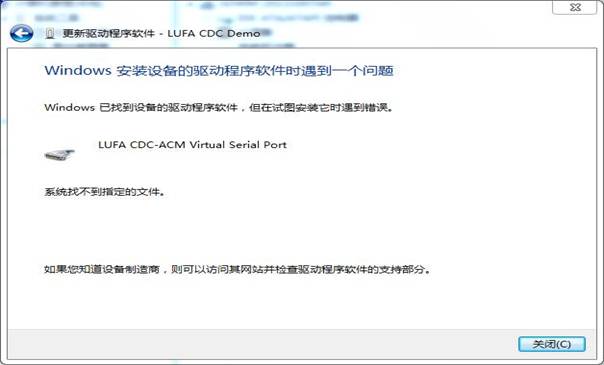 更新驱动程序软件 - LUFA CDC Demo
Windows 安装设备的驱动程序软件时遇到一个问题
Windows 已找到设备的驱动程序软件，但在试图安装它时遇到错误。
LUFA CDC-ACM Virtual Serial Port
系统找不到指定的文件。
如果您知道设备制造商，则可以访问其网站并检查驱动程序软件的支持部分。
关闭(C)